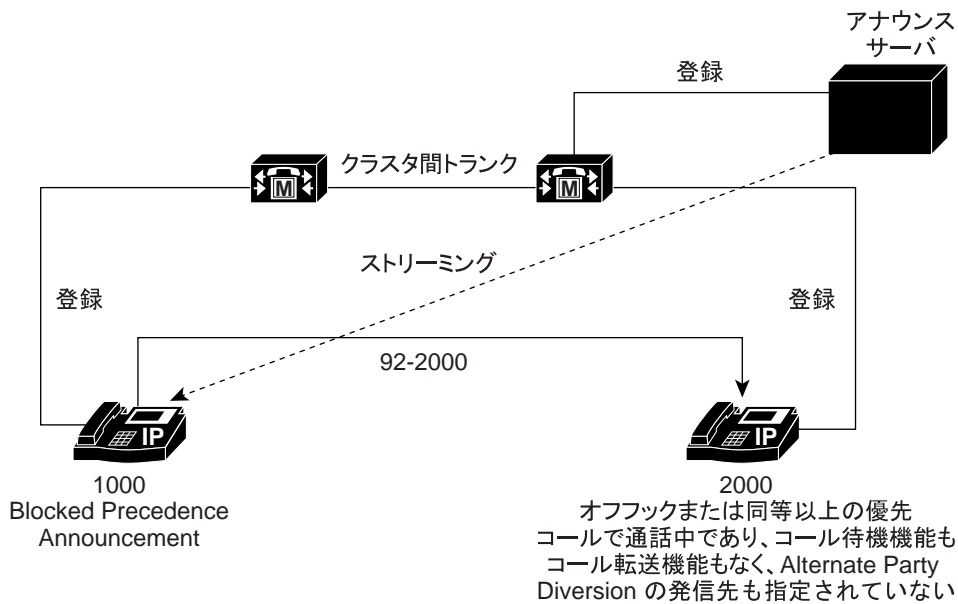 アナウンス
サーバ
登録
クラスタ間トランク
M
M
ストリーミング
登録
登録
92-2000
IP
IP
1000
Blocked Precedence
Announcement
2000
オフフックまたは同等以上の優先
コールで通話中であり、コール待機機能も
コール転送機能もなく、Alternate Party
Diversion の発信先も指定されていない